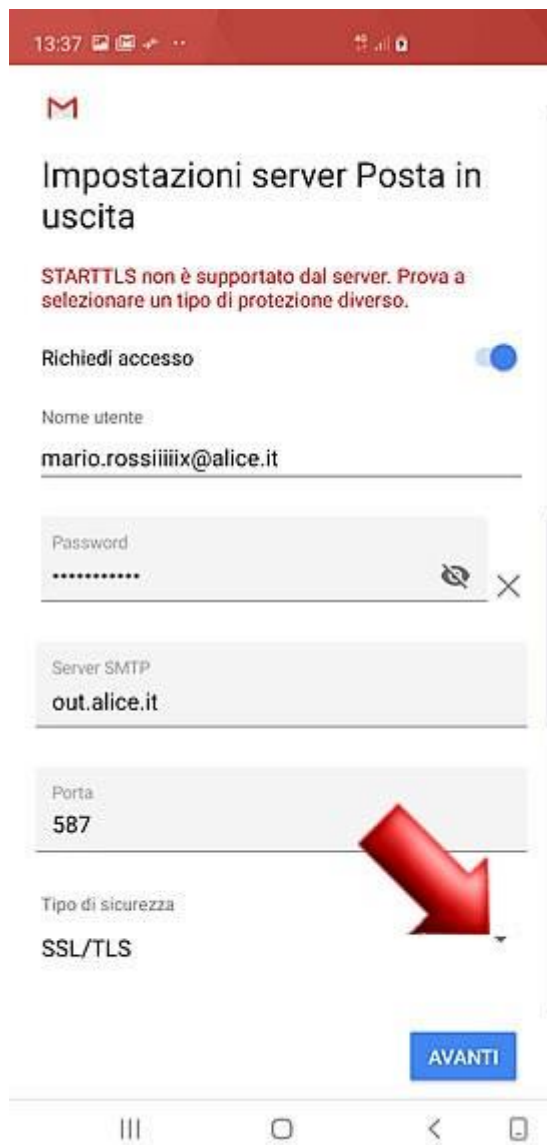 13:37
Impostazioni server Posta in
uscita
STARTTLS non è supportato dal server. Prova a
selezionare un tipo di protezione diverso.
Richiedi accesso
Nome utente
mario.rossiiiiix@alice.it
Password
•••••••••••
Server SMTP
out.alice.it
Porta
587
Tipo di sicurezza
SSL/TLS
AVANTI